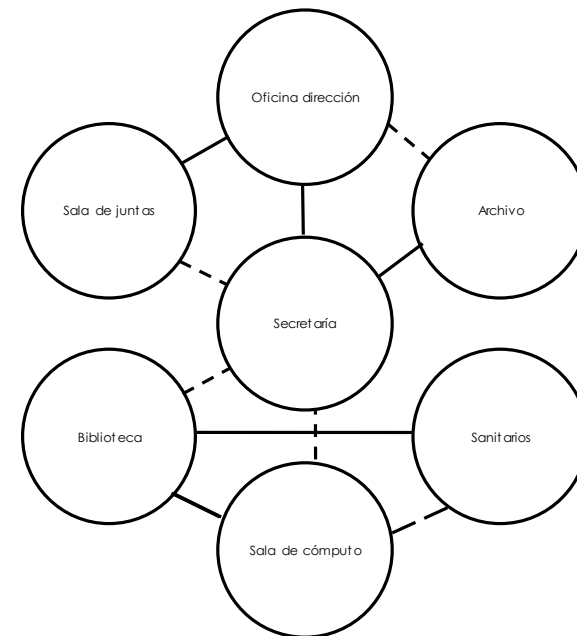 Oficina dirección
Sala de juntas
Archivo
Secretaría
Biblioteca
Sanitarios
Sala de cómputo